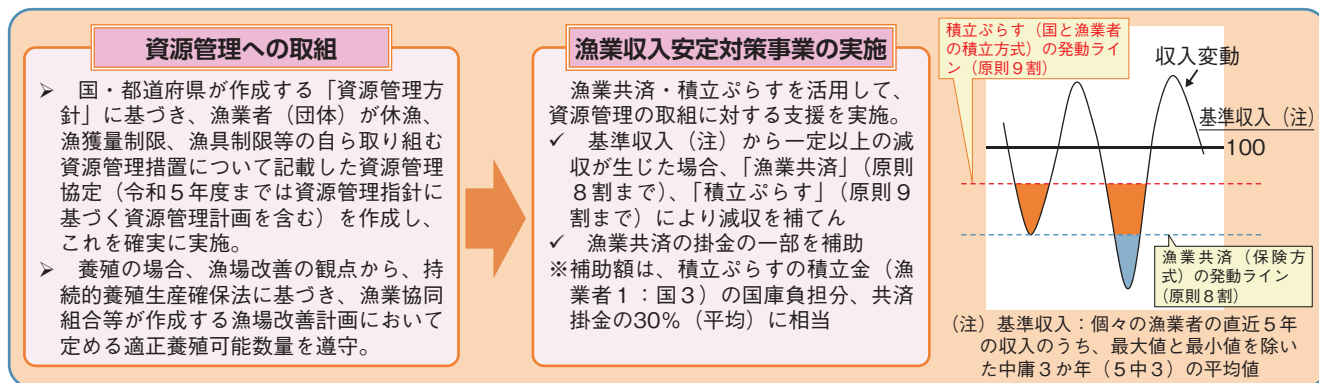 資源管理への取組
➢ 国・都道府県が作成する「資源管理方
針」に基づき、漁業者（団体）が休漁、
漁獲量制限、漁具制限等の自ら取り組む
資源管理措置について記載した資源管理
協定（令和５年度までは資源管理指針に
基づく資源管理計画を含む）を作成し、
これを確実に実施。
➢ 養殖の場合、漁場改善の観点から、持
続的養殖生産確保法に基づき、漁業協同
組合等が作成する漁場改善計画において
定める適正養殖可能数量を遵守。
漁業収入安定対策事業の実施
漁業共済・積立ぷらすを活用して、
資源管理の取組に対する支援を実施。
✓ 基準収入（注）から一定以上の減
収が生じた場合、「漁業共済」（原則
８割まで）、「積立ぷらす」（原則９
割まで）により減収を補てん
✓ 漁業共済の掛金の一部を補助
※補助額は、積立ぷらすの積立金（漁
業者１：国３）の国庫負担分、共済
掛金の30％（平均）に相当
積立ぷらす（国と漁業者
の積立方式）の発動ライ
ン（原則９割）
収入変動
基準収入（注）
100
漁業共済（保険方
式）の発動ライン
（原則８割）
（注）基準収入：個々の漁業者の直近５年
の収入のうち、最大値と最小値を除い
た中庸３か年（５中３）の平均値